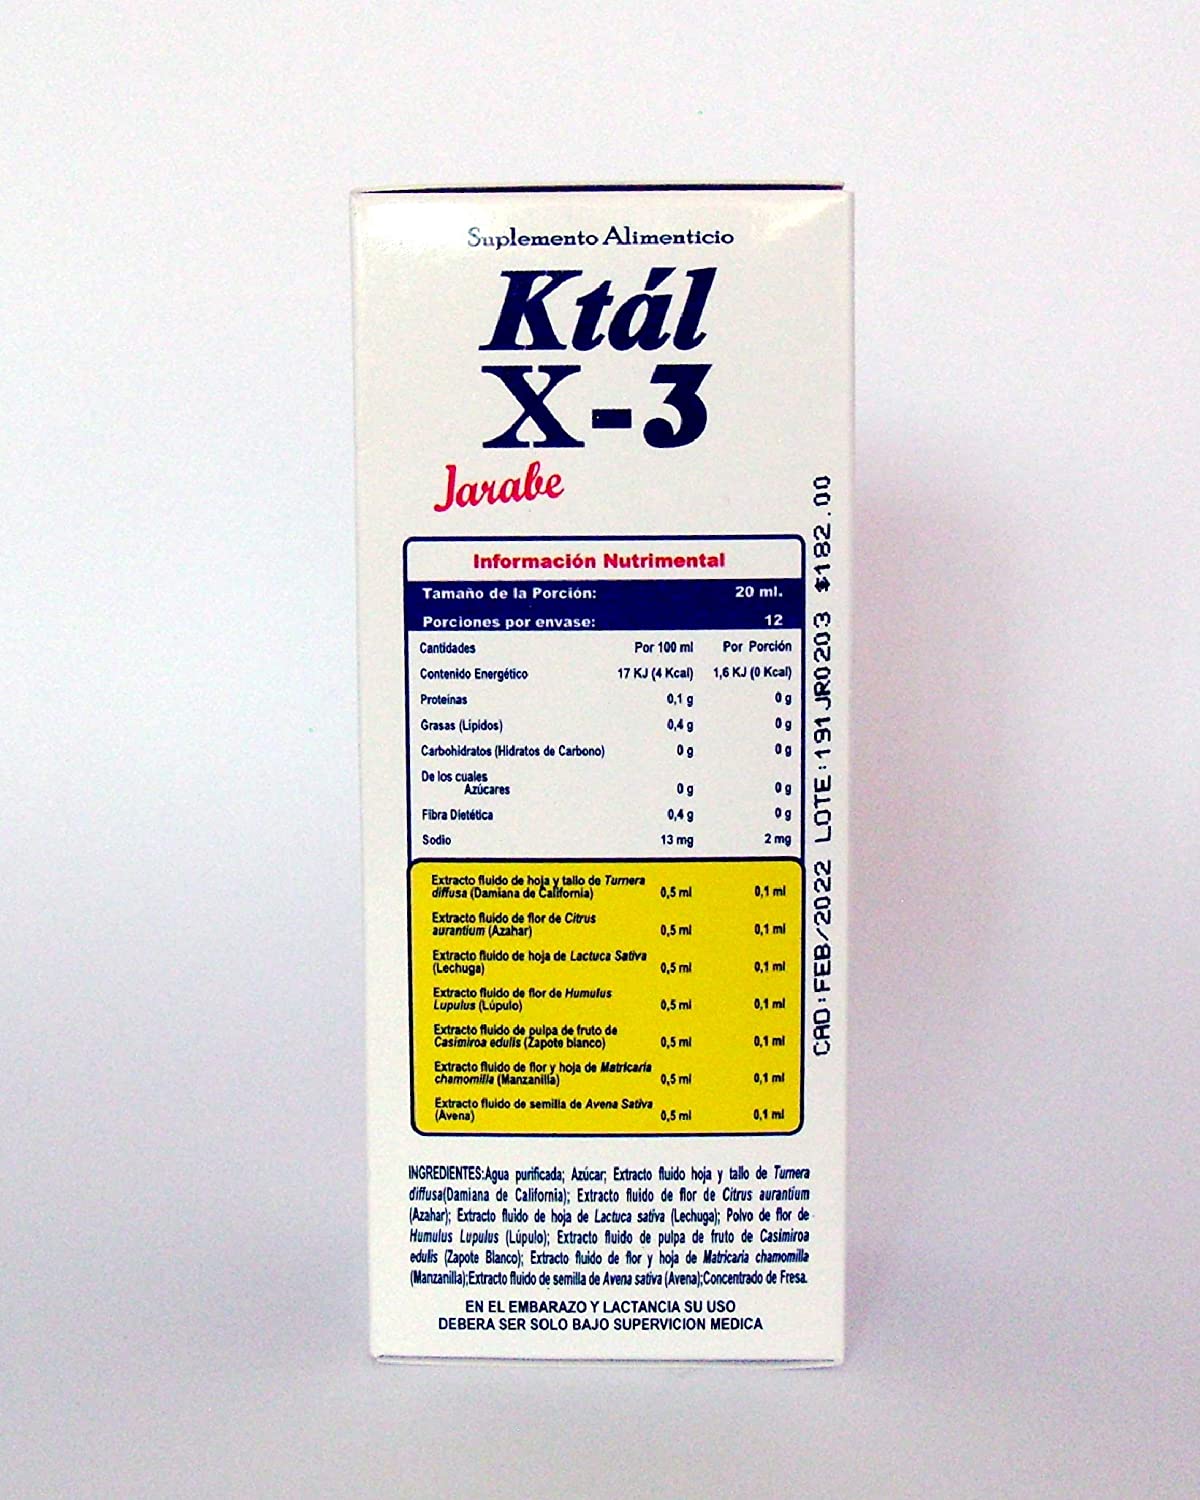 Suplemento Alimenticio
Ktál
X-3
Jarabe
Información Nutrimental
Tamaño de la Porción: 20 ml.
Porciones por envase: 12
Cantidades Por 100 ml Por Porción
Contenido Energético 17 KJ (4 Kcal) 1,6 KJ (0 Kcal)
Proteínas 0,1 g 0 g
Grasas (Lípidos) 0,4 g 0 g
Carbohidratos (Hidratos de Carbono) 0 g 0 g
De los cuales
Azúcares 0 g 0 g
Fibra Dietética 0,4 g 0 g
Sodio 13 mg 2 mg
Extracto fluido de hoja y tallo de Turnera
diffusa (Damiana de California) 0,5 ml 0,1 ml
Extracto fluido de flor de Citrus
aurantium (Azahar) 0,5 ml 0,1 ml
Extracto fluido de hoja de Lactuca Sativa
(Lechuga) 0,5 ml 0,1 ml
Extracto fluido de flor de Humulus
Lupulus (Lúpulo) 0,5 ml 0,1 ml
Extracto fluido de pulpa de fruto de
Casimiroa edulis (Zapote blanco) 0,5 ml 0,1 ml
Extracto fluido de flor y hoja de Matricaria
chamomilla (Manzanilla) 0,5 ml 0,1 ml
Extracto fluido de semilla de Avena Sativa
(Avena) 0,5 ml 0,1 ml
INGREDIENTES:Agua purificada; Azúcar; Extracto fluido hoja y tallo de Turnera
diffusa(Damiana de California); Extracto fluido de flor de Citrus aurantium
(Azahar); Extracto fluido de hoja de Lactuca sativa (Lechuga); Polvo de flor de
Humulus Lupulus (Lúpulo); Extracto fluido de pulpa de fruto de Casimiroa
edulis (Zapote Blanco); Extracto fluido de flor y hoja de Matricaria chamomilla
(Manzanilla);Extracto fluido de semilla de Avena sativa (Avena);Concentrado de Fresa.
EN EL EMBARAZO Y LACTANCIA SU USO
DEBERA SER SOLO BAJO SUPERVICION MEDICA
CAD:FEB/2022 LOTE:191JR0203 $182.00